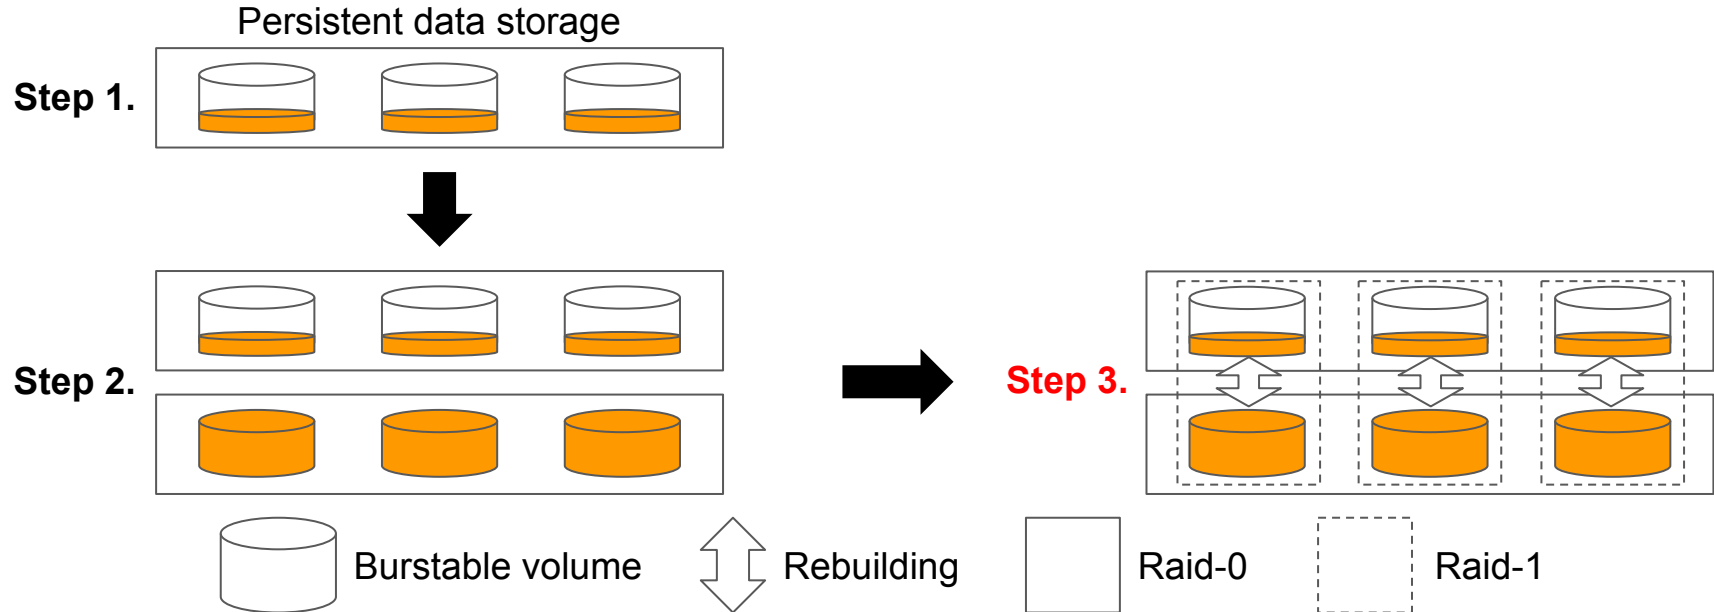 Persistent data storage
Step 1.
Step 2.
Step 3.
Burstable volume
Rebuilding
Raid-0
Raid-1